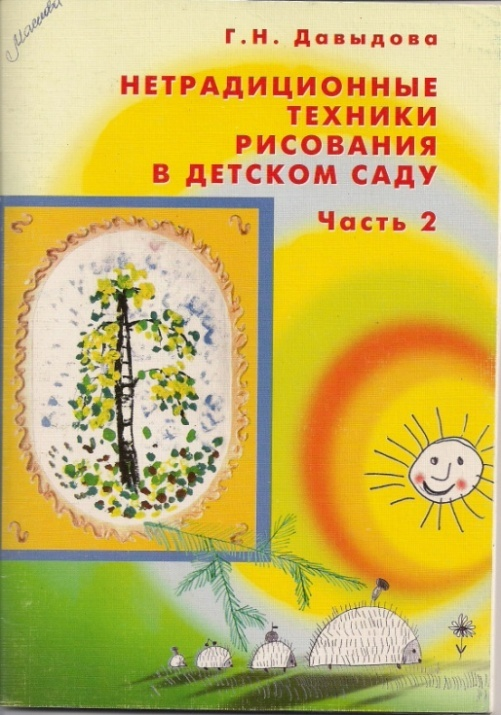 Г.Н. Давыдова
НЕТРАДИЦИОННЫЕ
ТЕХНИКИ
РИСОВАНИЯ
В ДЕТСКОМ САДУ
Часть 2